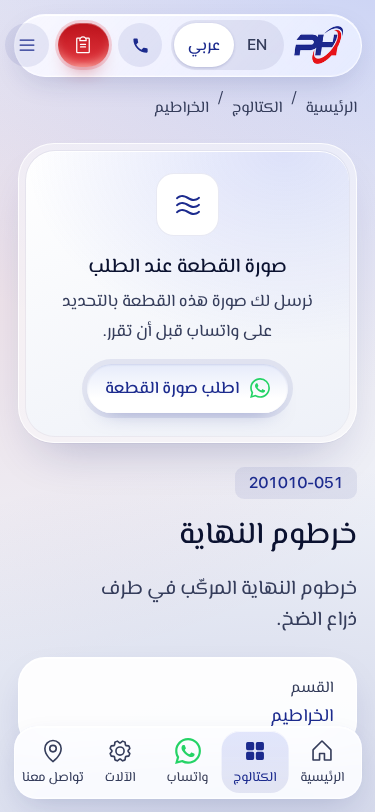 PH
EN
عربي
الرئيسية / الكتالوج / الخراطيم
صورة القطعة عند الطلب
نرسل لك صورة هذه القطعة بالتحديد
على واتساب قبل أن تقرر.
اطلب صورة القطعة
201010-051
خرطوم النهاية
خرطوم النهاية المركّب في طرف
ذراع الضخ.
القسم
الخراطيم
الرئيسية
الكتالوج
واتساب
الآلات
تواصل معنا